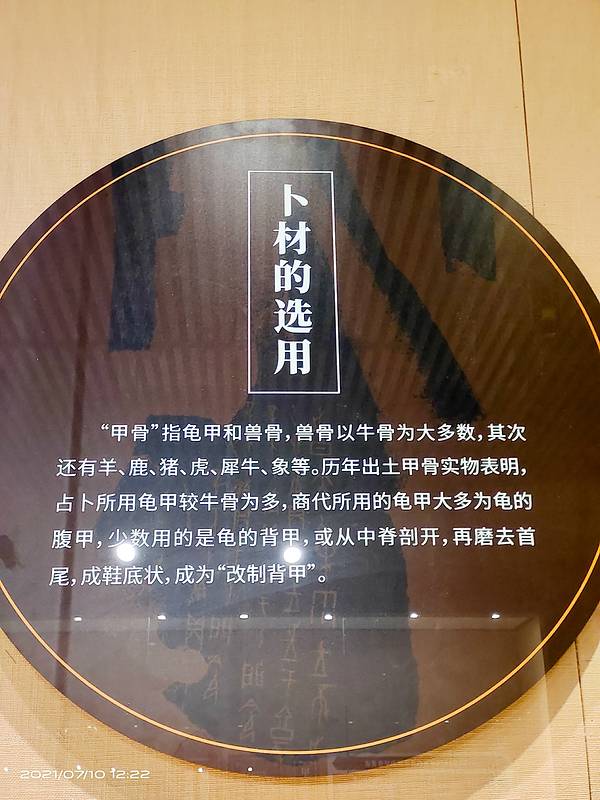 卜材的选用
“甲骨”指龟甲和兽骨，兽骨以牛骨为大多数，其次
还有羊、鹿、猪、虎、犀牛、象等。历年出土甲骨实物表明，
占卜所用龟甲较牛骨为多，商代所用的龟甲大多为龟的
腹甲，少数用的是龟的背甲，或从中脊剖开，再磨去首
尾，成鞋底状，成为“改制背甲”。
2021/07/10 12:22